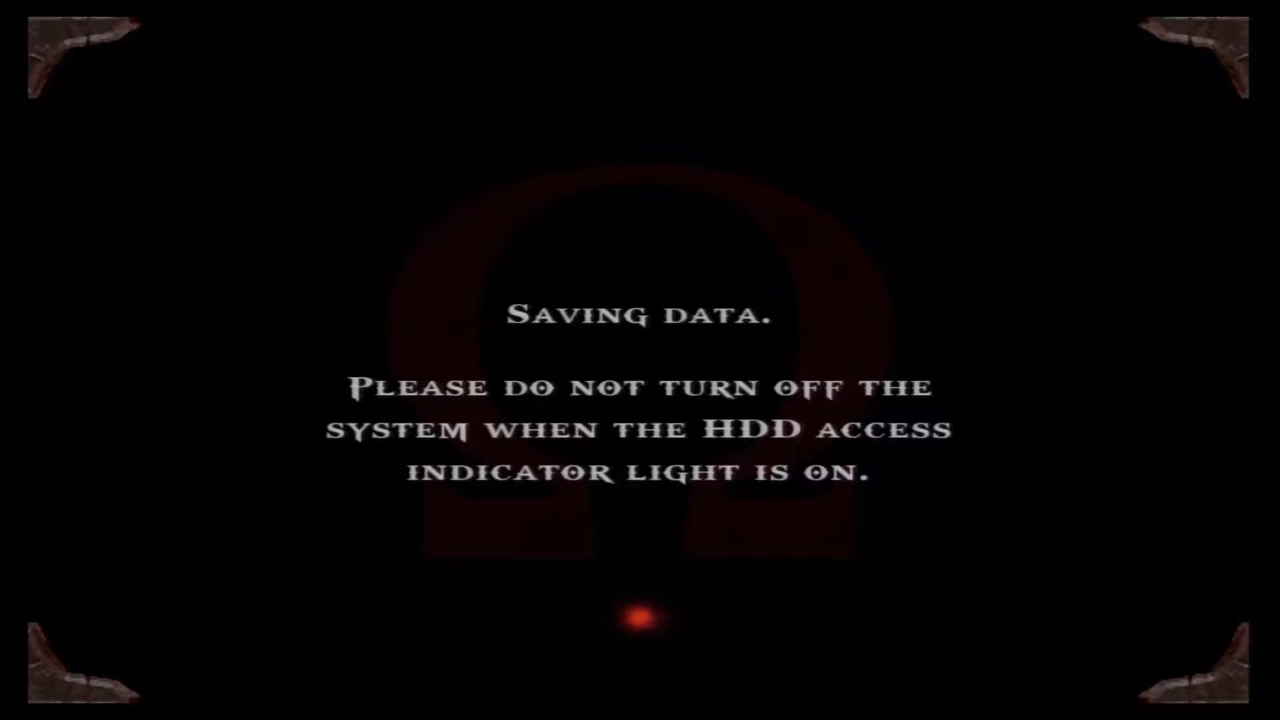 Saving data.
Please do not turn off the
system when the HDD access
indicator light is on.